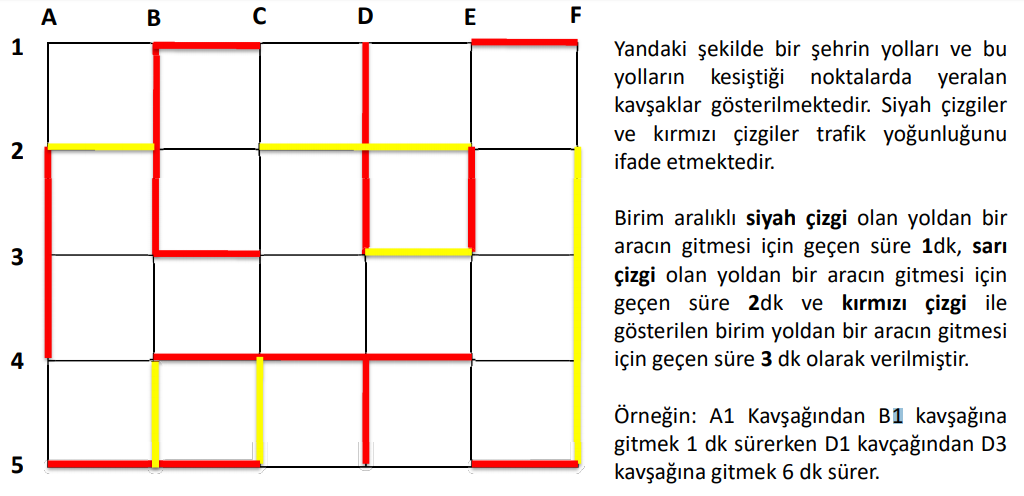 A B C D E F
1
2
3
4
5
Yandaki şekilde bir şehrin yolları ve bu
yolların kesiştiği noktalarda yeralan
kavşaklar gösterilmektedir. Siyah çizgiler
ve kırmızı çizgiler trafik yoğunluğunu
ifade etmektedir.
Birim aralıklı siyah çizgi olan yoldan bir
aracın gitmesi için geçen süre 1dk, sarı
çizgi olan yoldan bir aracın gitmesi için
geçen süre 2dk ve kırmızı çizgi ile
gösterilen birim yoldan bir aracın gitmesi
için geçen süre 3 dk olarak verilmiştir.
Örneğin: A1 Kavşağından B1 kavşağına
gitmek 1 dk sürerken D1 kavçağından D3
kavşağına gitmek 6 dk sürer.